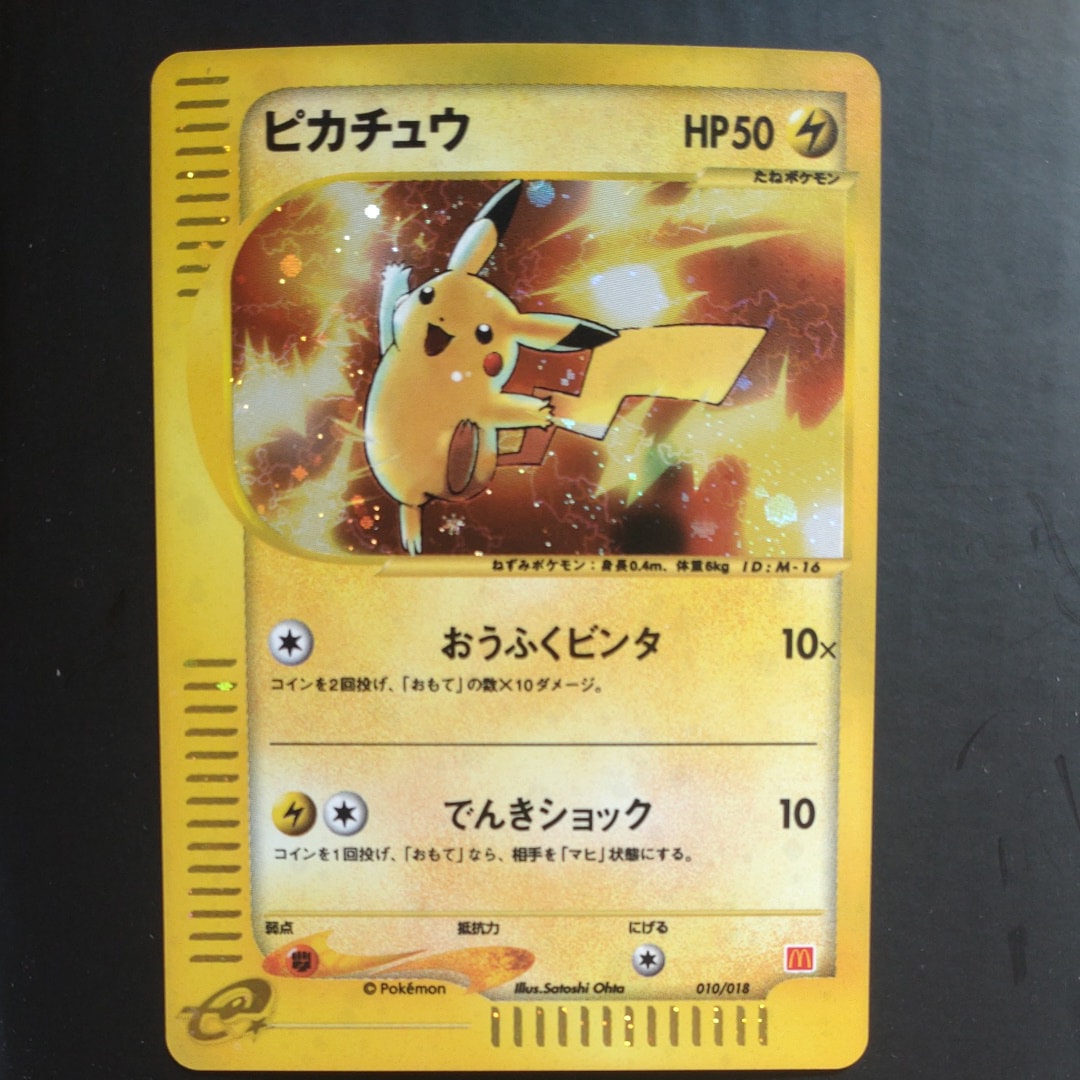 ピカチュウ HP50
たねポケモン
ねずみポケモン:身長0.4m、体重6kg ID:M-16
おうふくビンタ 10×
コインを2回投げ、「おもて」の数×10ダメージ。
でんきショック 10
コインを1回投げ、「おもて」なら、相手を「マヒ」状態にする。
弱点 抵抗力 にげる
© Pokémon Illus.Satoshi Ohta 010/018
e